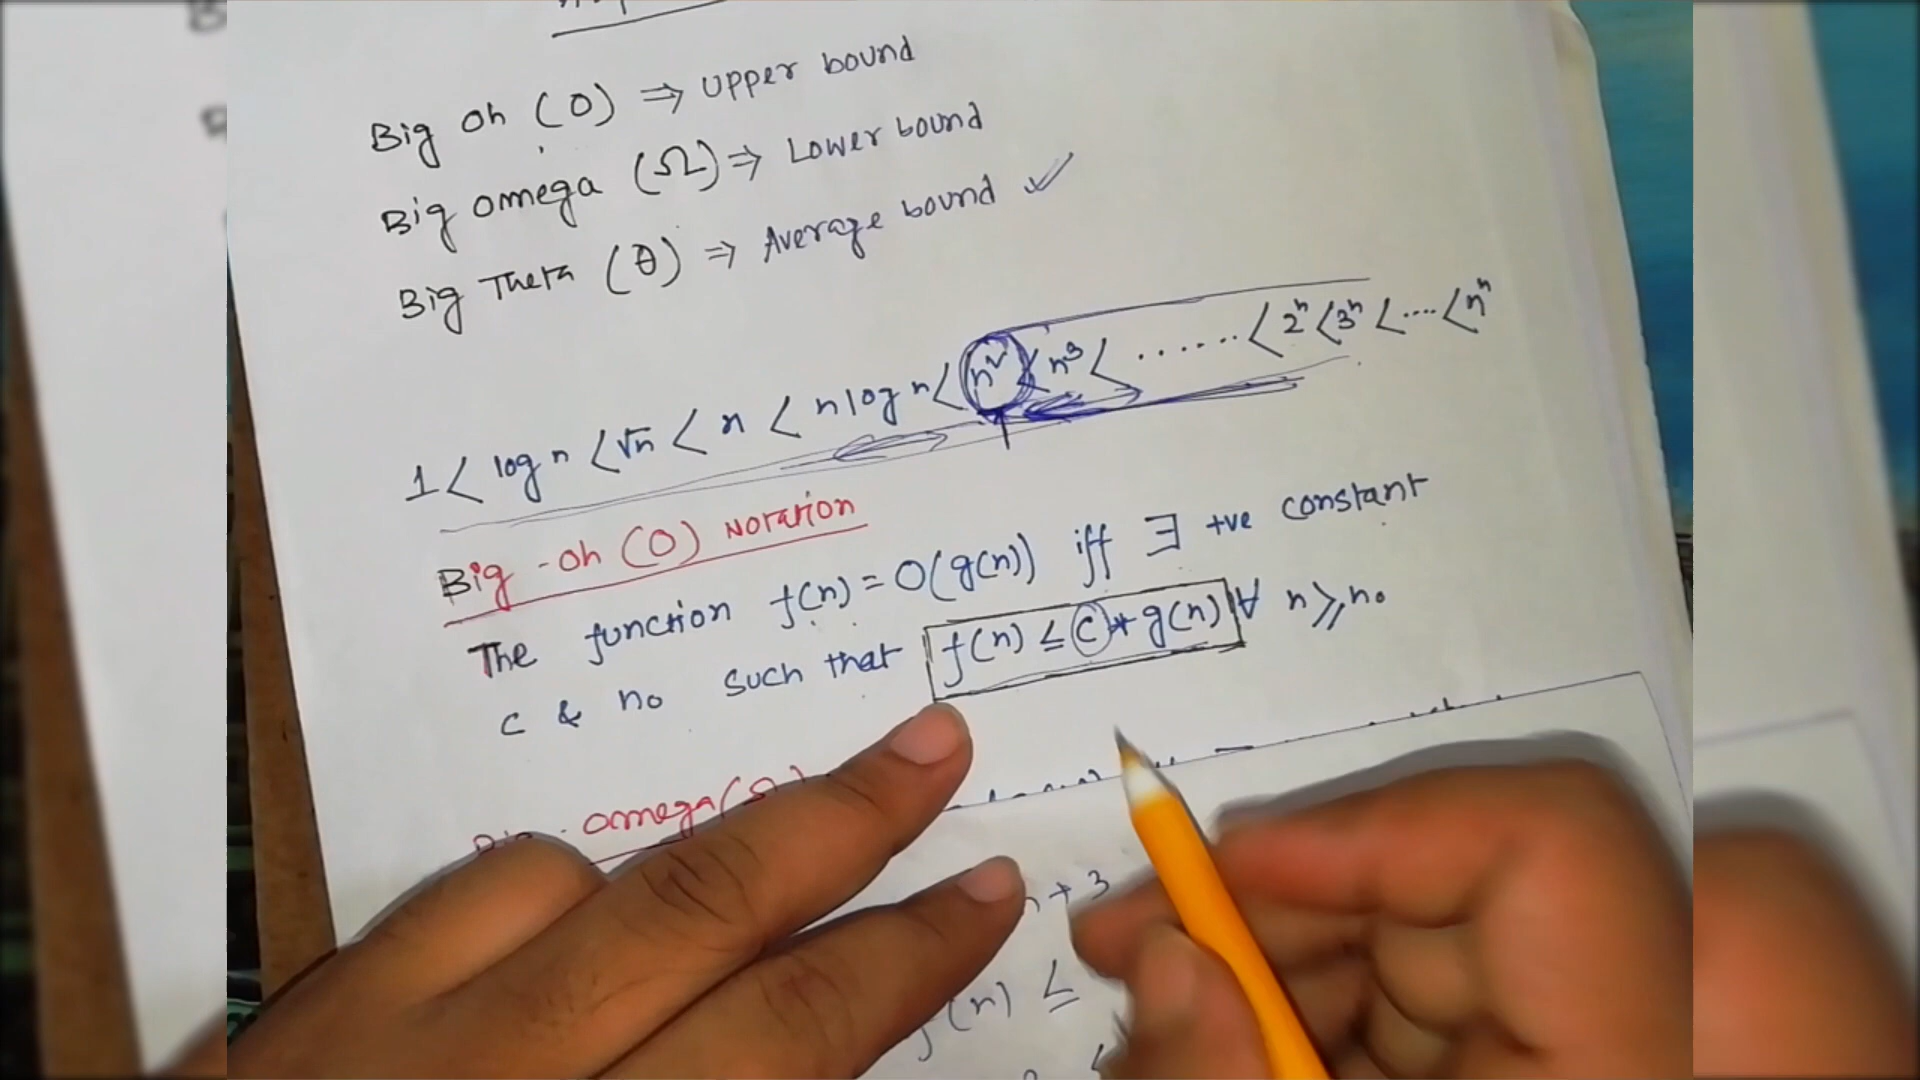 Big Oh (O) ⇒ Upper bound
Big omega (Ω) ⇒ Lower bound
Big Theta (θ) ⇒ Average bound ✓
1 < log n < √n < n < n log n < n² < n³ < ...... < 2ⁿ < 3ⁿ < .... < nⁿ
Big -Oh (O) Notation
The function f(n) = O(g(n)) iff ∃ +ve constant
c & n₀ such that f(n) ≤ c * g(n) ∀ n ≥ n₀
omega (Ω)
n + 3
f(n) ≤